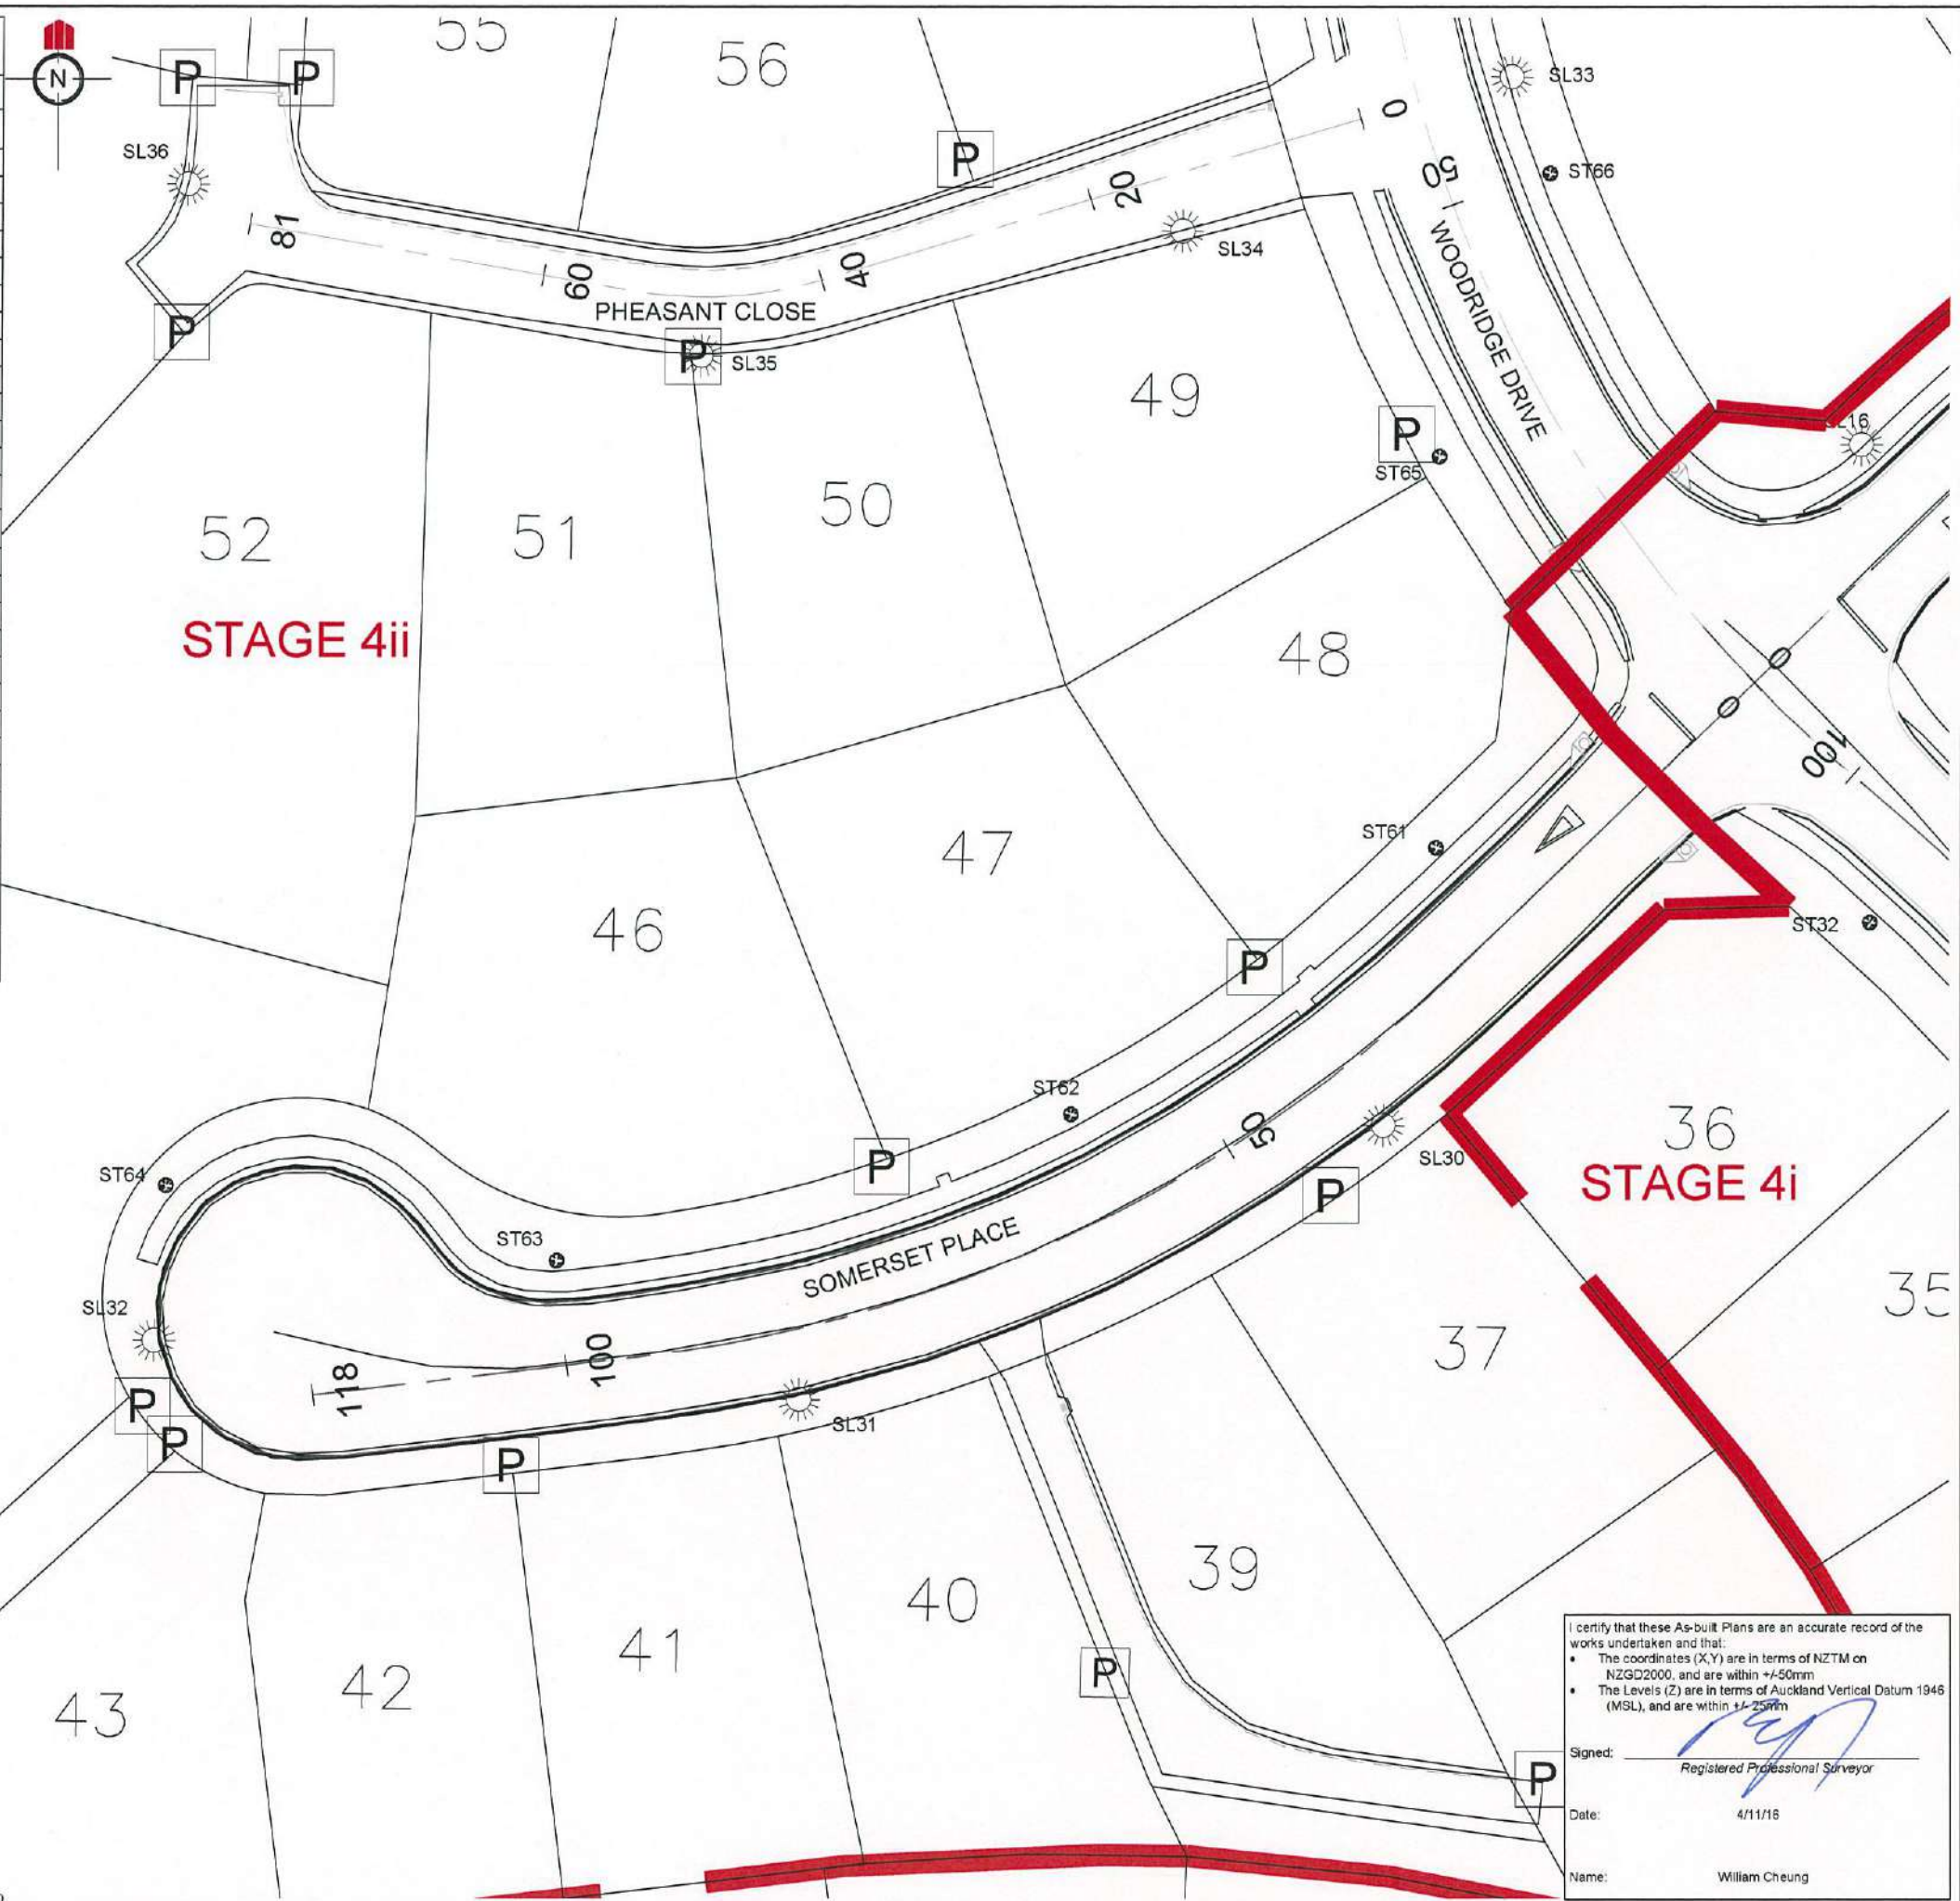 55
56
P
P
N
SL33
SL36
P
0
50
ST66
20
81
SL34
60
40
WOODRIDGE DRIVE
PHEASANT CLOSE
P
P
SL35
49
P
ST65
50
52
51
STAGE 4ii
48
0
0
100
ST61
47
46
ST32
P
ST62
50
36
SL30
STAGE 4i
ST64
P
P
ST63
SOMERSET PLACE
35
SL32
37
118
100
P
P
SL31
P
39
40
41
42
43
P
P
I certify that these As-built Plans are an accurate record of the
works undertaken and that:
• The coordinates (X,Y) are in terms of NZTM on
NZGD2000, and are within +/-50mm
• The Levels (Z) are in terms of Auckland Vertical Datum 1946
(MSL), and are within +/- 25mm
Signed:
Registered Professional Surveyor
Date: 4/11/16
Name: William Cheung